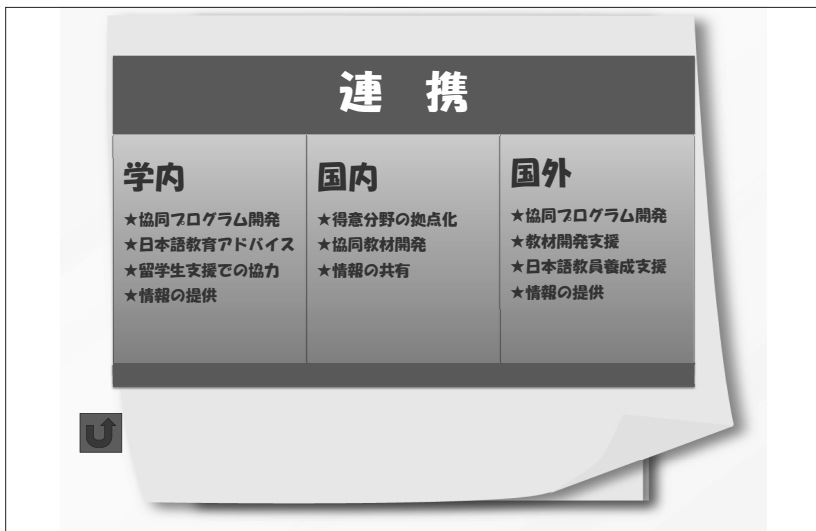 連 携
学内
★協同プログラム開発
★日本語教育アドバイス
★留学生支援での協力
★情報の提供
国内
★得意分野の拠点化
★協同教材開発
★情報の共有
国外
★協同プログラム開発
★教材開発支援
★日本語教員養成支援
★情報の提供